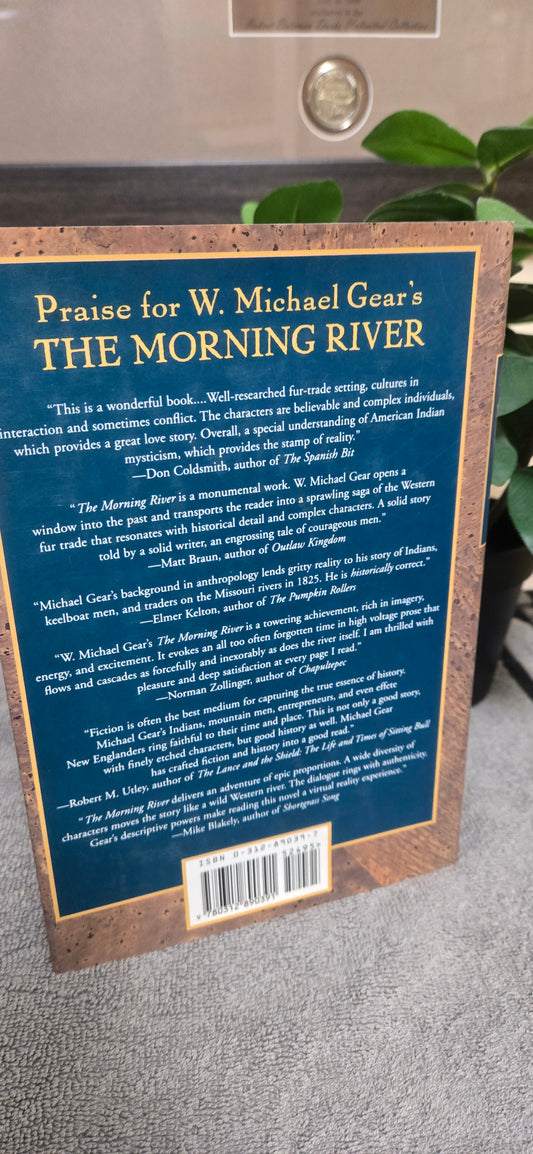 Robert Bateman Ducks Unlimited Collection
Praise for W. Michael Gear's
THE MORNING RIVER
"This is a wonderful book....Well-researched fur-trade setting, cultures in
interaction and sometimes conflict. The characters are believable and complex individuals,
which provides a great love story. Overall, a special understanding of American Indian
mysticism, which provides the stamp of reality."
—Don Coldsmith, author of The Spanish Bit
"The Morning River is a monumental work. W. Michael Gear opens a
window into the past and transports the reader into a sprawling saga of the Western
fur trade that resonates with historical detail and complex characters. A solid story
told by a solid writer, an engrossing tale of courageous men."
—Matt Braun, author of Outlaw Kingdom
"Michael Gear's background in anthropology lends gritty reality to his story of Indians,
keelboat men, and traders on the Missouri rivers in 1825. He is historically correct."
—Elmer Kelton, author of The Pumpkin Rollers
"W. Michael Gear's The Morning River is a towering achievement, rich in imagery,
energy, and excitement. It evokes an all too often forgotten time in high voltage prose that
flows and cascades as forcefully and inexorably as does the river itself. I am thrilled with
pleasure and deep satisfaction at every page I read."
—Norman Zollinger, author of Chapultepec
"Fiction is often the best medium for capturing the true essence of history.
Michael Gear's Indians, mountain men, entrepreneurs, and even effete
New Englanders ring faithful to their time and place. This is not only a good story,
with finely etched characters, but good history as well. Michael Gear
has crafted fiction and history into a good read."
—Robert M. Utley, author of The Lance and the Shield: The Life and Times of Sitting Bull
"The Morning River delivers an adventure of epic proportions. A wide diversity of
characters moves the story like a wild Western river. The dialogue rings with authenticity.
Gear's descriptive powers make reading this novel a virtual reality experience."
—Mike Blakely, author of Shortgrass Song
ISBN 0-312-89039-7
52495>
9 780312 890391